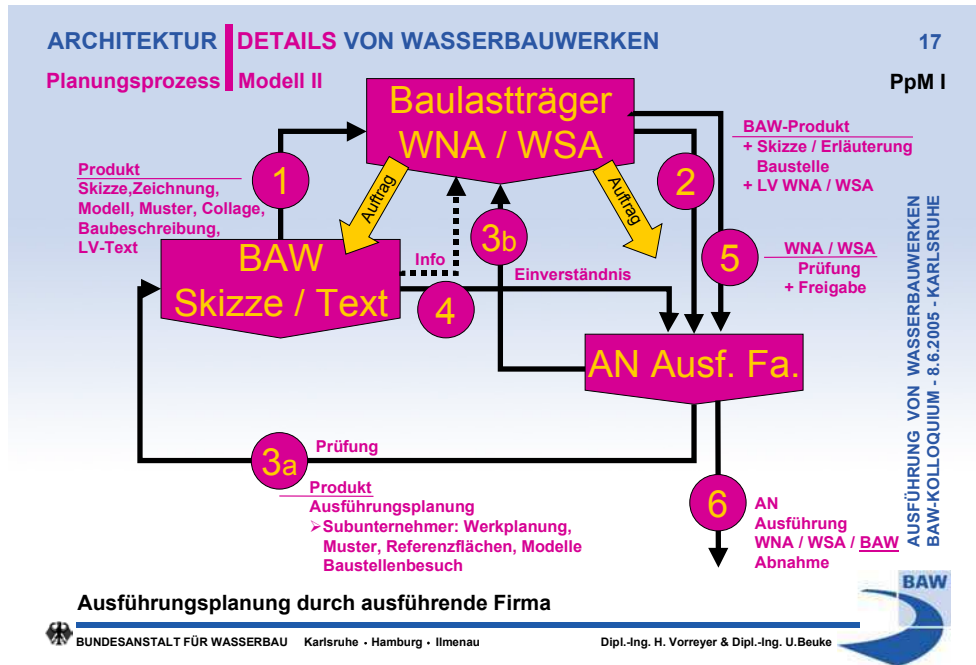 ARCHITEKTUR DETAILS VON WASSERBAUWERKEN 17
Planungsprozess Modell II PpM I
Baulastträger
WNA / WSA
BAW-Produkt
+ Skizze / Erläuterung
Baustelle
+ LV WNA / WSA
Produkt
Skizze,Zeichnung,
Modell, Muster, Collage,
Baubeschreibung,
LV-Text
1
Auftrag
Auftrag
2
3b
5
WNA / WSA
Prüfung
+ Freigabe
BAW
Skizze / Text
Info
4
Einverständnis
AN Ausf. Fa.
3a
Prüfung
Produkt
Ausführungsplanung
➢Subunternehmer: Werkplanung,
Muster, Referenzflächen, Modelle
Baustellenbesuch
6
AN
Ausführung
WNA / WSA / BAW
Abnahme
AUSFÜHRUNG VON WASSERBAUWERKEN
BAW-KOLLOQUIUM - 8.6.2005 - KARLSRUHE
Ausführungsplanung durch ausführende Firma
BAW
BUNDESANSTALT FÜR WASSERBAU Karlsruhe • Hamburg • Ilmenau Dipl.-Ing. H. Vorreyer & Dipl.-Ing. U.Beuke